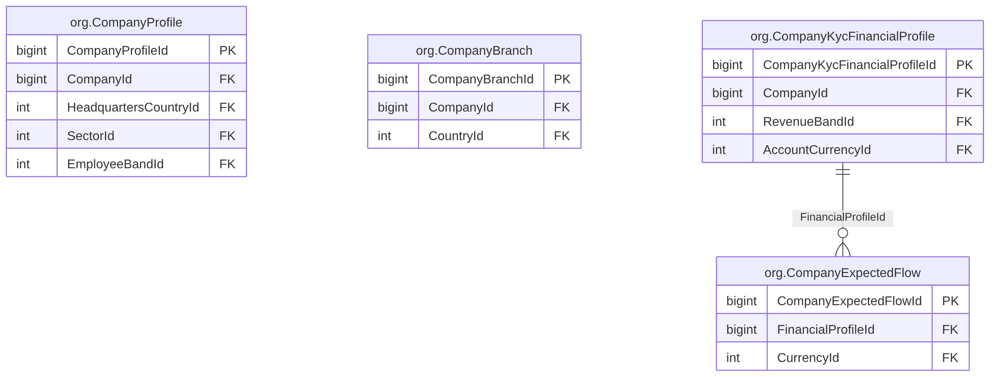 org.CompanyProfile
bigint CompanyProfileId PK
bigint CompanyId FK
int HeadquartersCountryId FK
int SectorId FK
int EmployeeBandId FK
org.CompanyBranch
bigint CompanyBranchId PK
bigint CompanyId FK
int CountryId FK
org.CompanyKycFinancialProfile
bigint CompanyKycFinancialProfileId PK
bigint CompanyId FK
int RevenueBandId FK
int AccountCurrencyId FK
FinancialProfileId
org.CompanyExpectedFlow
bigint CompanyExpectedFlowId PK
bigint FinancialProfileId FK
int CurrencyId FK